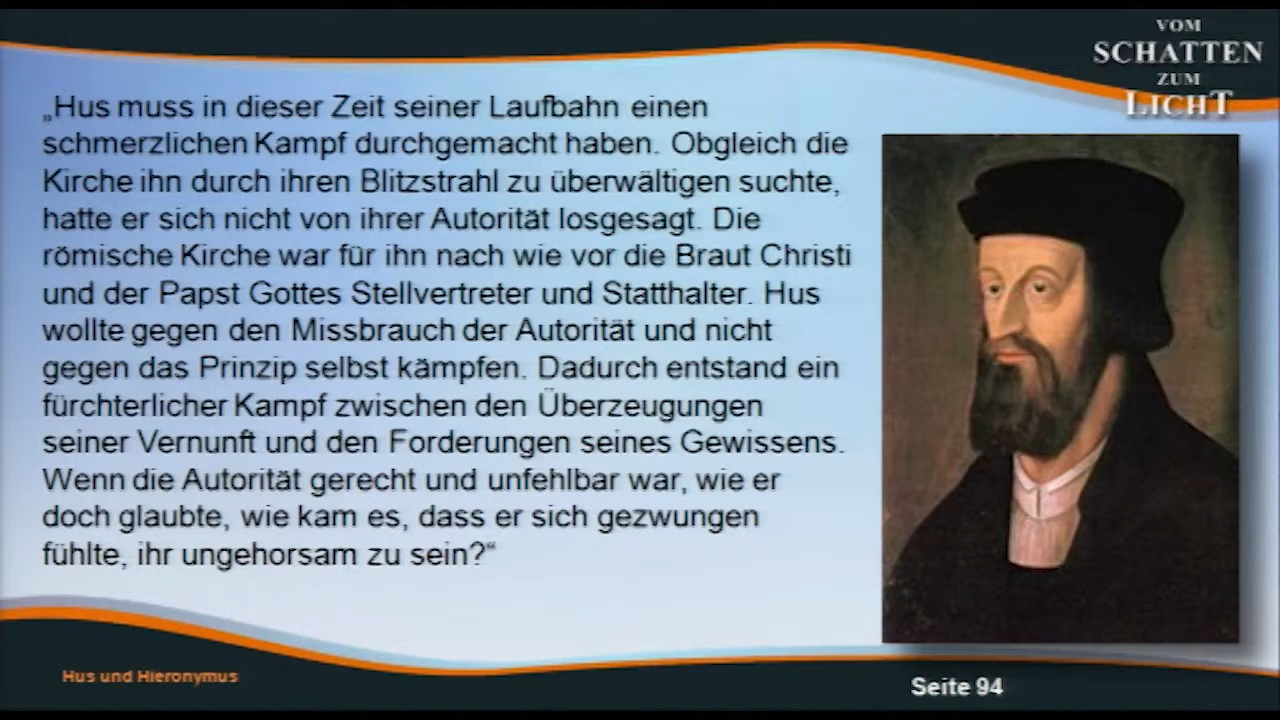 VOM
SCHATTEN
ZUM
LICHT
„Hus muss in dieser Zeit seiner Laufbahn einen
schmerzlichen Kampf durchgemacht haben. Obgleich die
Kirche ihn durch ihren Blitzstrahl zu überwältigen suchte,
hatte er sich nicht von ihrer Autorität losgesagt. Die
römische Kirche war für ihn nach wie vor die Braut Christi
und der Papst Gottes Stellvertreter und Statthalter. Hus
wollte gegen den Missbrauch der Autorität und nicht
gegen das Prinzip selbst kämpfen. Dadurch entstand ein
fürchterlicher Kampf zwischen den Überzeugungen
seiner Vernunft und den Forderungen seines Gewissens.
Wenn die Autorität gerecht und unfehlbar war, wie er
doch glaubte, wie kam es, dass er sich gezwungen
fühlte, ihr ungehorsam zu sein?“
Hus und Hieronymus
Seite 94